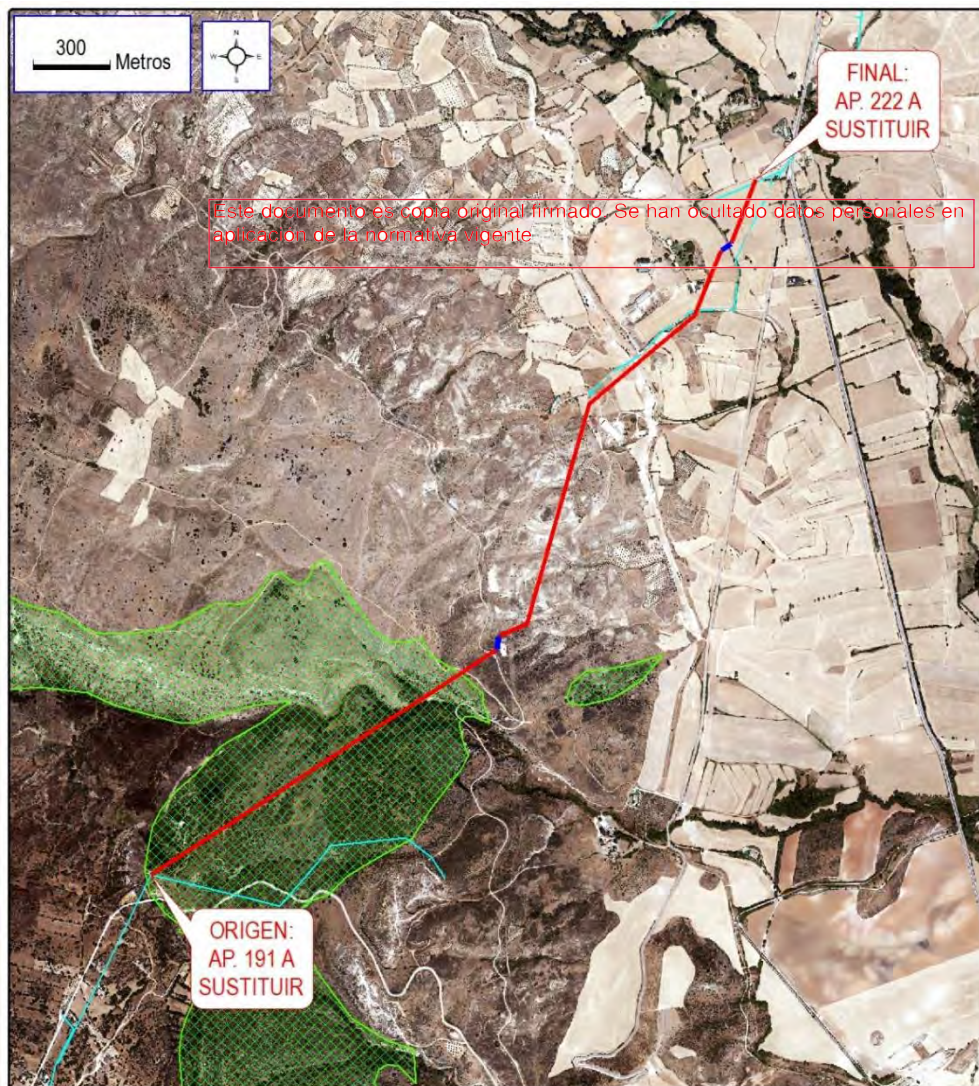 300
Metros
N
W E
S
FINAL:
AP. 222 A
SUSTITUIR
Este documento es copia original firmado. Se han ocultado datos personales en
aplicación de la normativa vigente
ORIGEN:
AP. 191 A
SUSTITUIR